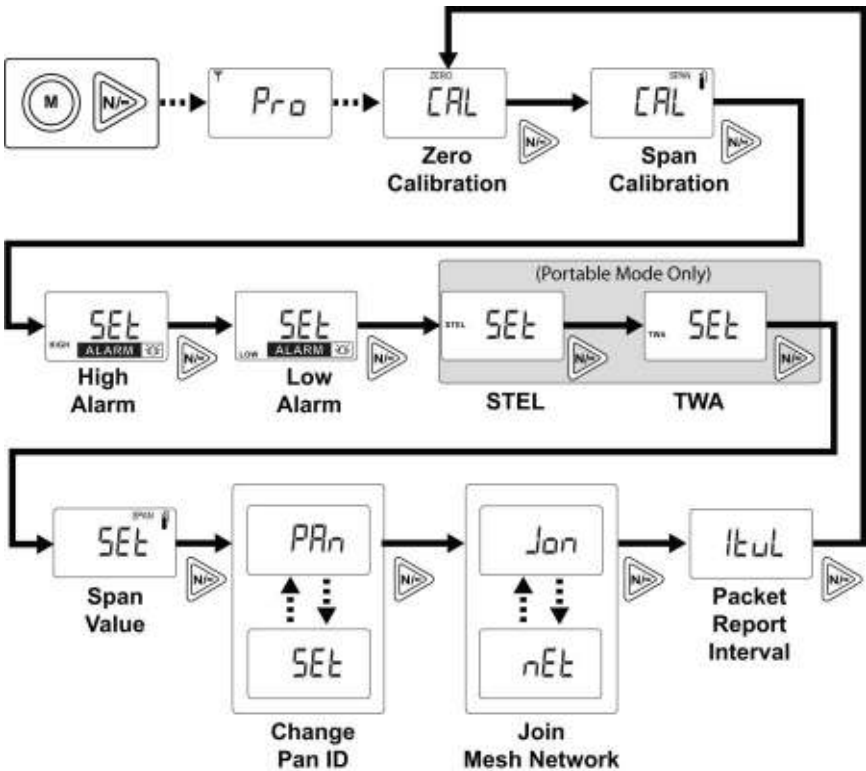 M
N/-
Pro
ZERO
CAL
Zero
Calibration
N/-
SPAN
CAL
Span
Calibration
N/-
SEt
HIGH ALARM
High
Alarm
N/-
SEt
LOW ALARM
Low
Alarm
N/-
(Portable Mode Only)
STEL SEt
STEL
N/-
TWA SEt
TWA
N/-
SPAN
SEt
Span
Value
N/-
PAn
SEt
Change
Pan ID
N/-
Jon
nEt
Join
Mesh Network
N/-
ItuL
Packet
Report
Interval
N/-